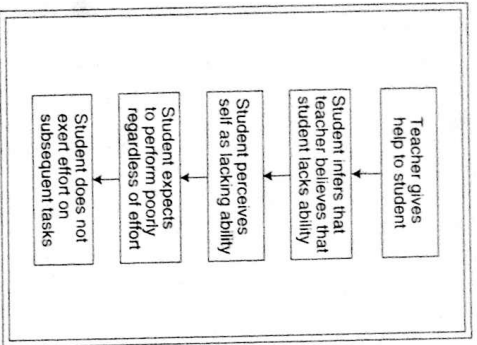 Teacher gives
help to student
Student infers that
teacher believes that
student lacks ability
Student perceives
self as lacking ability
Student expects
to perform poorly
regardless of effort
Student does not
exert effort on
subsequent tasks